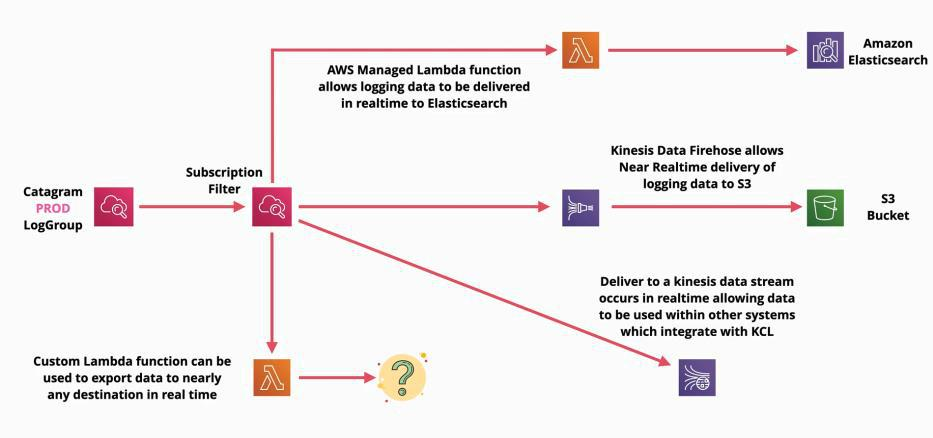 AWS Managed Lambda function
allows logging data to be delivered
in realtime to Elasticsearch
Amazon
Elasticsearch
Catagram
PROD
LogGroup
Subscription
Filter
Kinesis Data Firehose allows
Near Realtime delivery of
logging data to S3
S3
Bucket
Deliver to a kinesis data stream
occurs in realtime allowing data
to be used within other systems
which integrate with KCL
Custom Lambda function can be
used to export data to nearly
any destination in real time
?